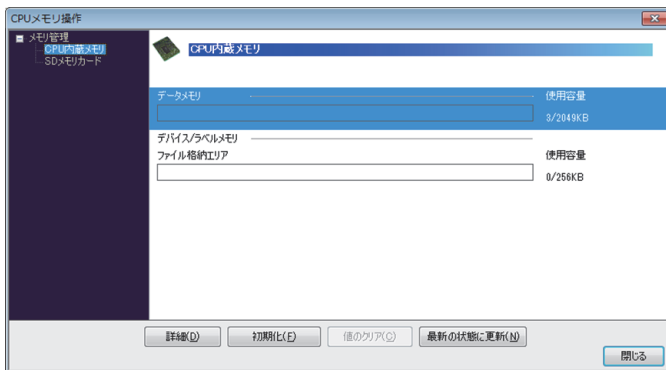 CPUメモリ操作
メモリ管理
CPU内蔵メモリ
SDメモリカード
CPU内蔵メモリ
データメモリ
使用容量
3/2049KB
デバイス/ラベルメモリ
ファイル格納エリア
使用容量
0/256KB
詳細(D)
初期化(F)
値のクリア(C)
最新の状態に更新(N)
閉じる